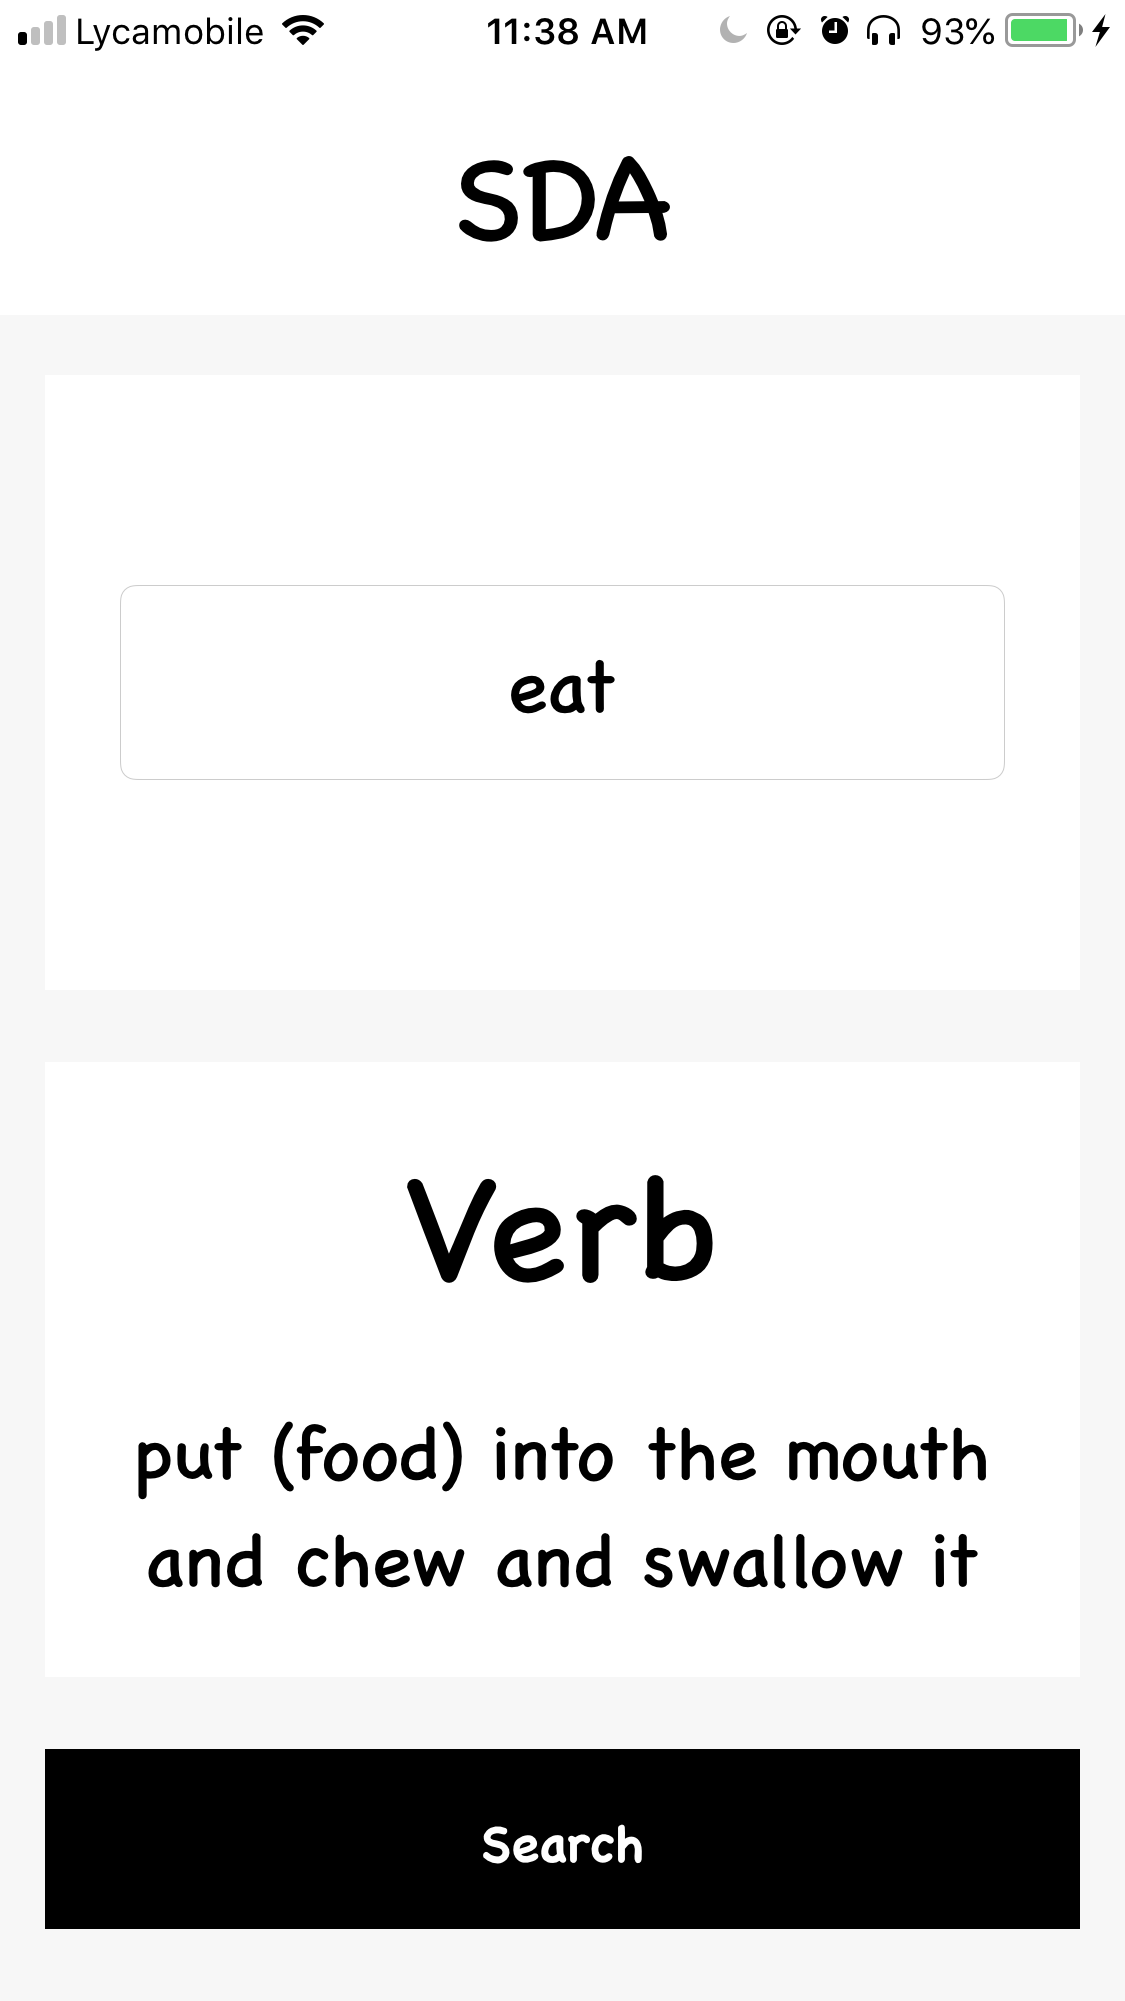 Lycamobile 11:38 AM 93%
SDA
eat
Verb
put (food) into the mouth
and chew and swallow it
Search